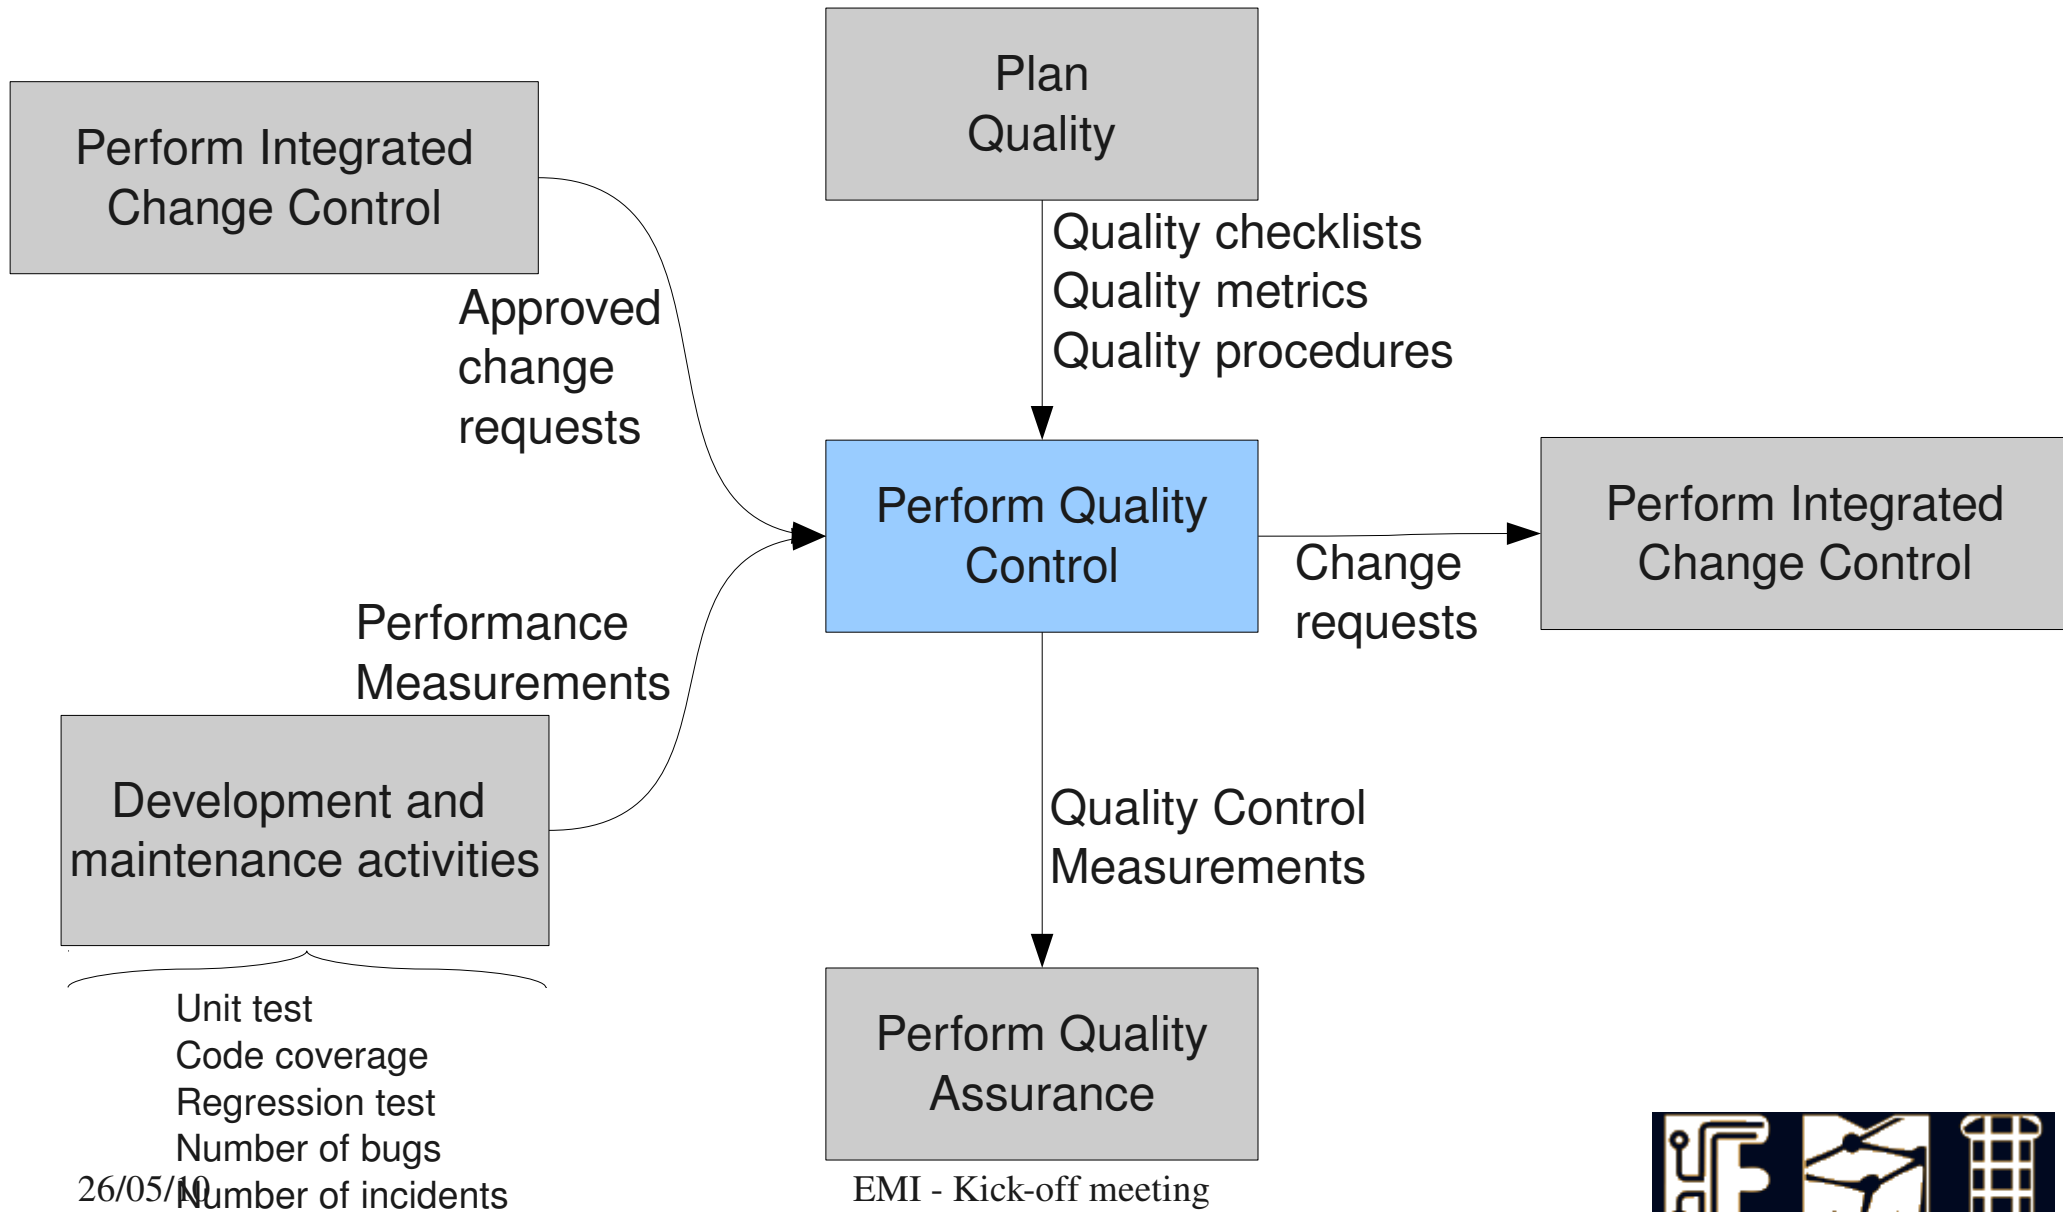 Plan
Quality
Perform Integrated
Change Control
Quality checklists
Quality metrics
Quality procedures
Approved
change
requests
Perform Quality
Control
Perform Integrated
Change Control
Change
requests
Performance
Measurements
Development and
maintenance activities
Quality Control
Measurements
Unit test
Code coverage
Regression test
Number of bugs
Number of incidents
Perform Quality
Assurance
26/05/10
EMI - Kick-off meeting